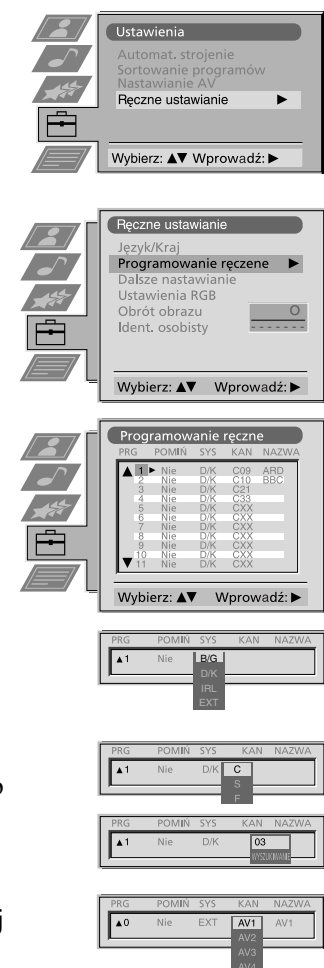 Ustawienia
Automat. strojenie
Sortowanie programów
Nastawianie AV
Ręczne ustawianie ▶
Wybierz: ▲▼ Wprowadź: ▶
Ręczne ustawianie
Język/Kraj
Programowanie ręczene ▶
Dalsze nastawianie
Ustawienia RGB
Obrót obrazu
Ident. osobisty
Wybierz: ▲▼ Wprowadź: ▶
Programowanie ręczne
PRG POMIŃ SYS KAN NAZWA
▲ 1 ▶ Nie D/K C09 ARD
2 Nie D/K C10 BBC
3 Nie D/K C21
4 Nie D/K C33
5 Nie D/K CXX
6 Nie D/K CXX
7 Nie D/K CXX
8 Nie D/K CXX
9 Nie D/K CXX
10 Nie D/K CXX
▼ 11 Nie D/K CXX
Wybierz: ▲▼ Wprowadź: ▶
PRG POMIŃ SYS KAN NAZWA
▲1 Nie B/G
D/K
IRL
EXT
PRG POMIŃ SYS KAN NAZWA
▲1 Nie D/K C
S
F
PRG POMIŃ SYS KAN NAZWA
▲1 Nie D/K 03
WYSZUKIWANIE
PRG POMIŃ SYS KAN NAZWA
▲0 Nie EXT AV1 AV1
AV2
AV3
AV4